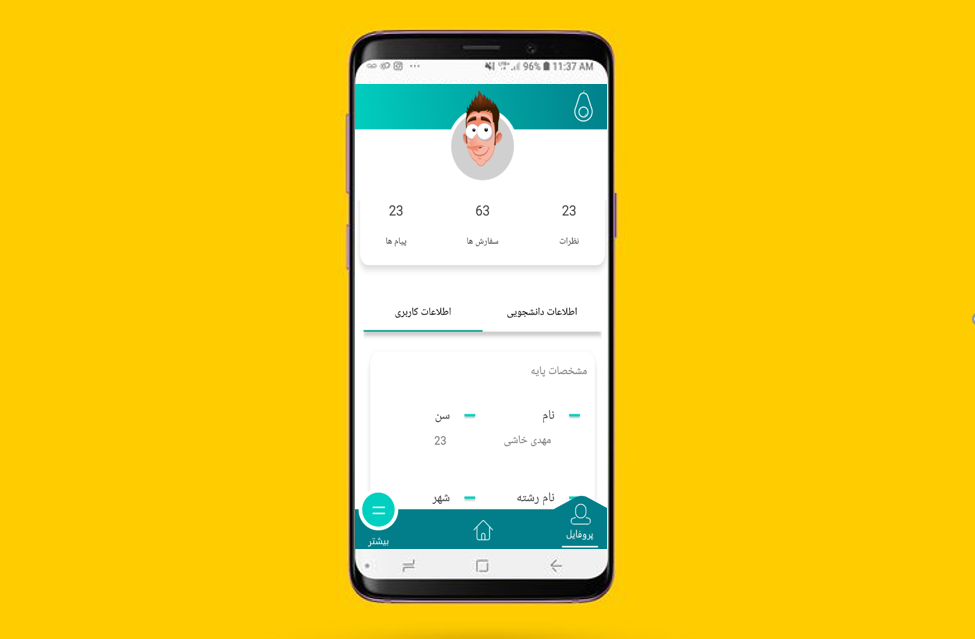 96% 11:37 AM
23 63 23
نظرات سفارش ها پیام ها
اطلاعات دانشجویی اطلاعات کاربری
مشخصات پایه
نام سن
مهدی خاشی 23
نام رشته شهر
پروفایل بیشتر